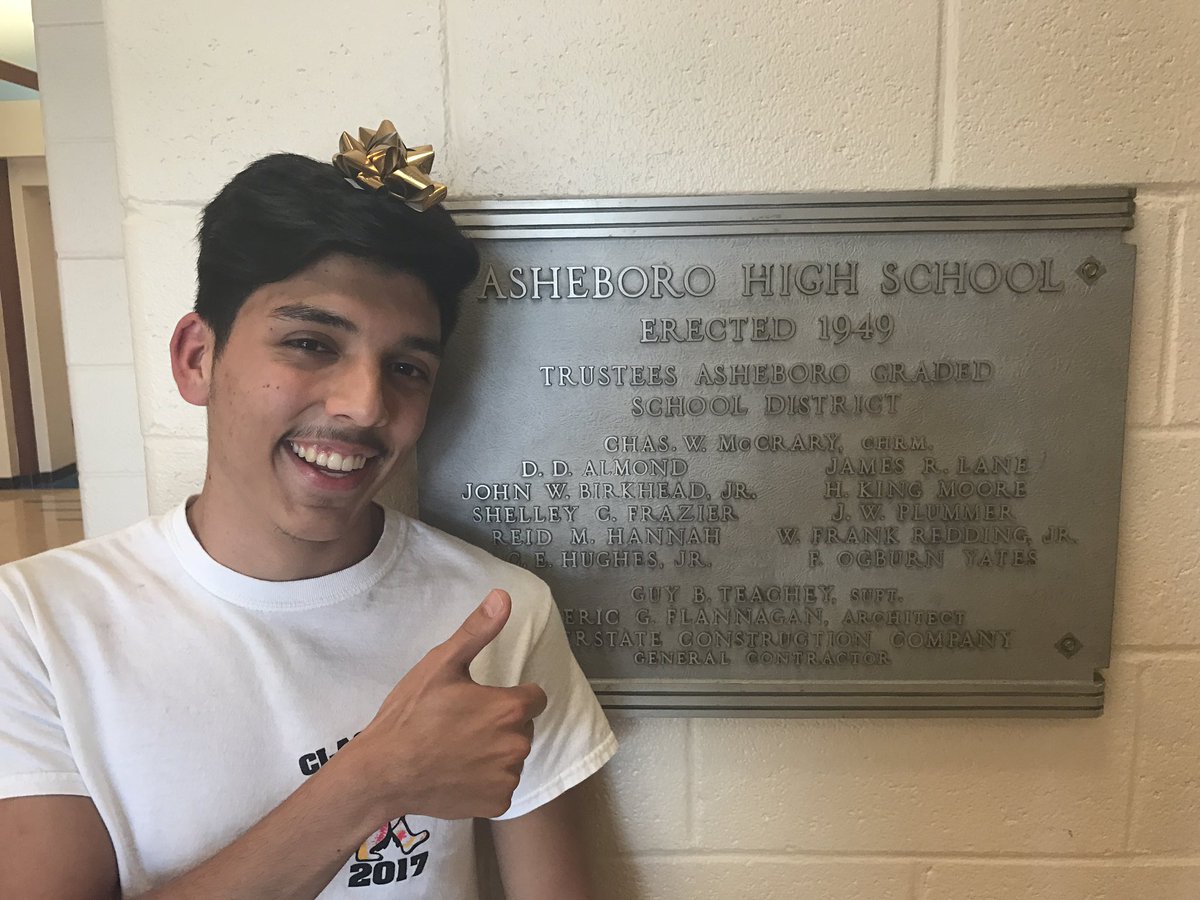 ASHEBORO HIGH SCHOOL
ERECTED 1949
TRUSTEES ASHEBORO GRADED
SCHOOL DISTRICT
CHAS. W. MCCRARY, CHRM.
D. D. ALMOND JAMES R. LANE
JOHN W. BIRKHEAD, JR. H. KING MOORE
SHELLEY C. FRAZIER J. W. PLUMMER
REID M. HANNAH W. FRANK REDDING, JR.
E. HUGHES, JR. F. OGBURN YATES
GUY B. TEACHEY, SUPT.
ERIC G. FLANNAGAN, ARCHITECT
CONSTRUCTION COMPANY
GENERAL CONTRACTOR
2017